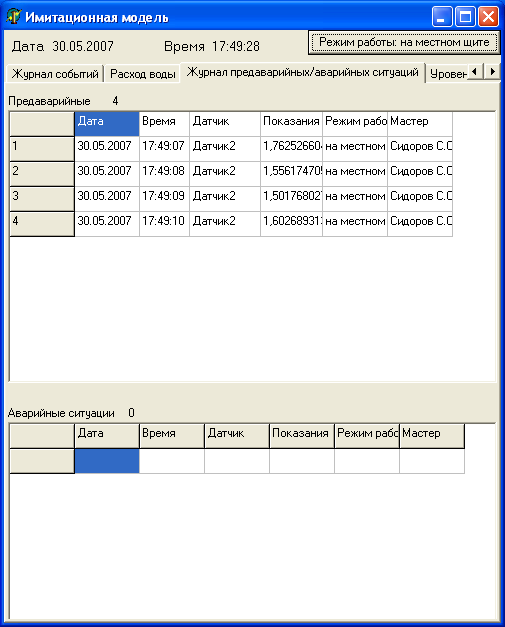 Имитационная модель
Дата 30.05.2007 Время 17:49:28 Режим работы: на местном щите
Журнал событий Расход воды Журнал предаварийных/аварийных ситуаций Уровен
Предаварийные 4
Дата Время Датчик Показания Режим рабо Мастер
1 30.05.2007 17:49:07 Датчик2 1,762526604 на местном Сидоров С.С
2 30.05.2007 17:49:08 Датчик2 1,556174709 на местном Сидоров С.С
3 30.05.2007 17:49:09 Датчик2 1,501768027 на местном Сидоров С.С
4 30.05.2007 17:49:10 Датчик2 1,602689313 на местном Сидоров С.С
Аварийные ситуации 0
Дата Время Датчик Показания Режим рабо Мастер